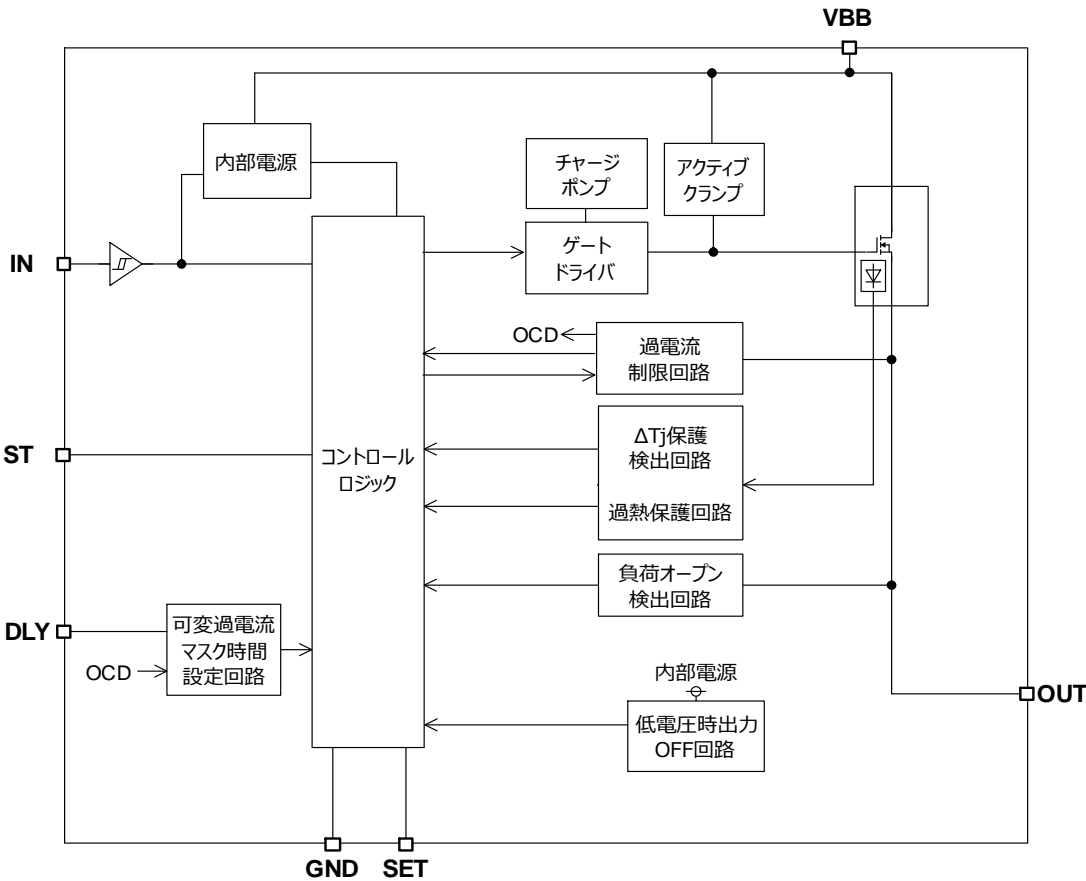 VBB
内部電源
チャージ
ポンプ
アクティブ
クランプ
IN
ゲート
ドライバ
OCD
過電流
制限回路
ST
コントロール
ロジック
ΔTj保護
検出回路
過熱保護回路
負荷オープン
検出回路
DLY
可変過電流
マスク時間
設定回路
OCD
内部電源
低電圧時出力
OFF回路
OUT
GND
SET